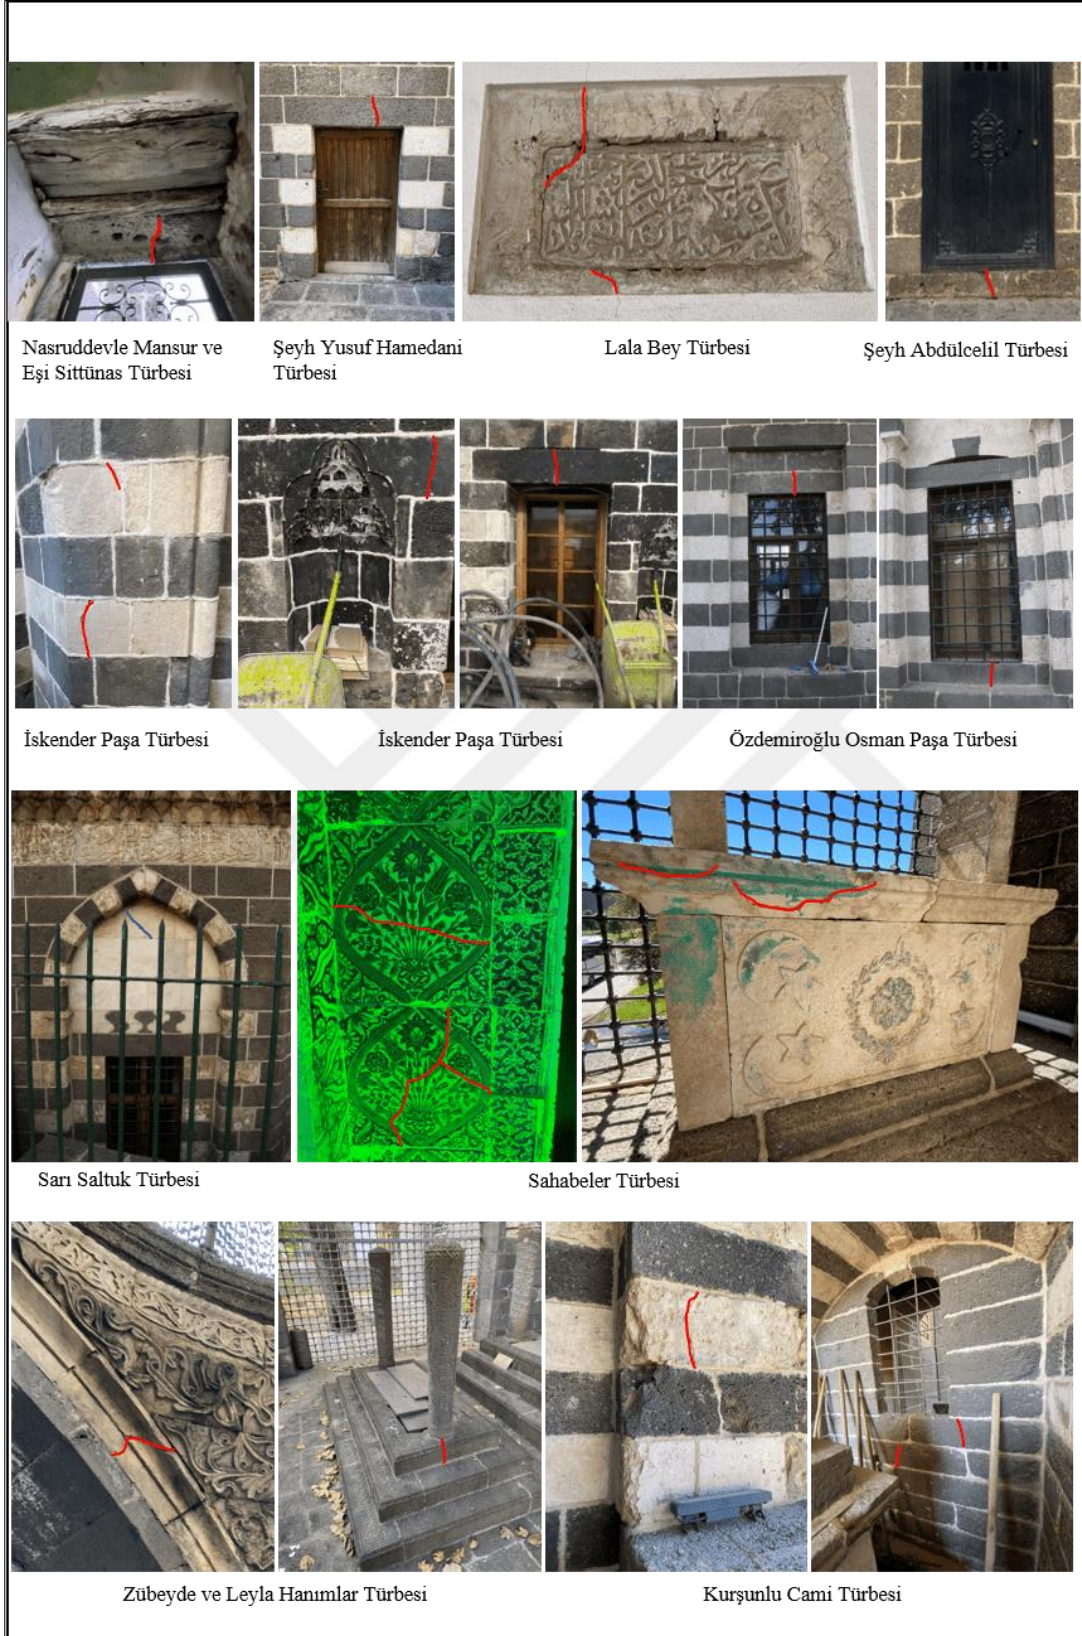 Nasruddevle Mansur ve
Eşi Sittünas Türbesi
Şeyh Yusuf Hamedani
Türbesi
Lala Bey Türbesi
Şeyh Abdülcelil Türbesi
İskender Paşa Türbesi
İskender Paşa Türbesi
Özdemiroğlu Osman Paşa Türbesi
Sarı Saltuk Türbesi
Sahabeler Türbesi
Zübeyde ve Leyla Hanımlar Türbesi
Kurşunlu Cami Türbesi